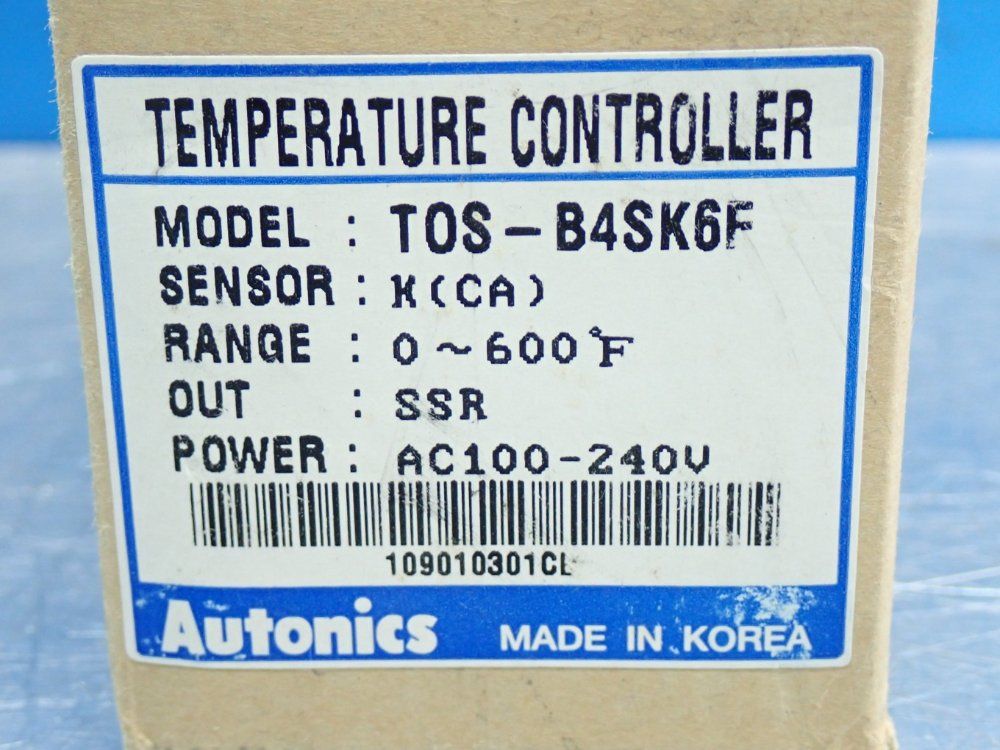 TEMPERATURE CONTROLLER
MODEL : TOS-B4SK6F
SENSOR : K(CA)
RANGE : 0~600°F
OUT : SSR
POWER : AC100-240V
109010301CL
Autonics MADE IN KOREA